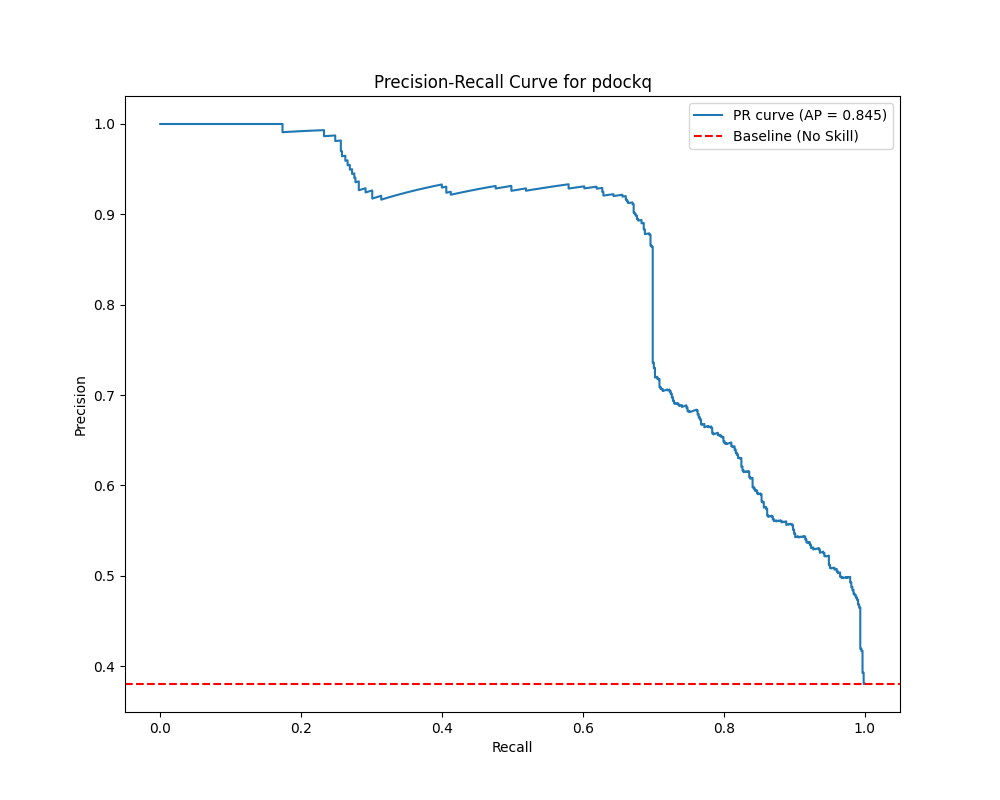 Precision-Recall Curve for pdockq
PR curve (AP = 0.845)
Baseline (No Skill)
1.0
0.9
0.8
0.7
0.6
0.5
0.4
Precision
0.0 0.2 0.4 0.6 0.8 1.0
Recall